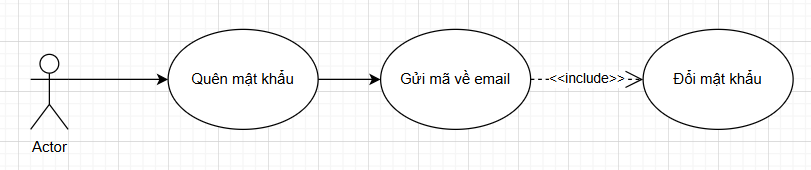 Quên mật khẩu
Gửi mã về email
<<include>>
Đổi mật khẩu
Actor